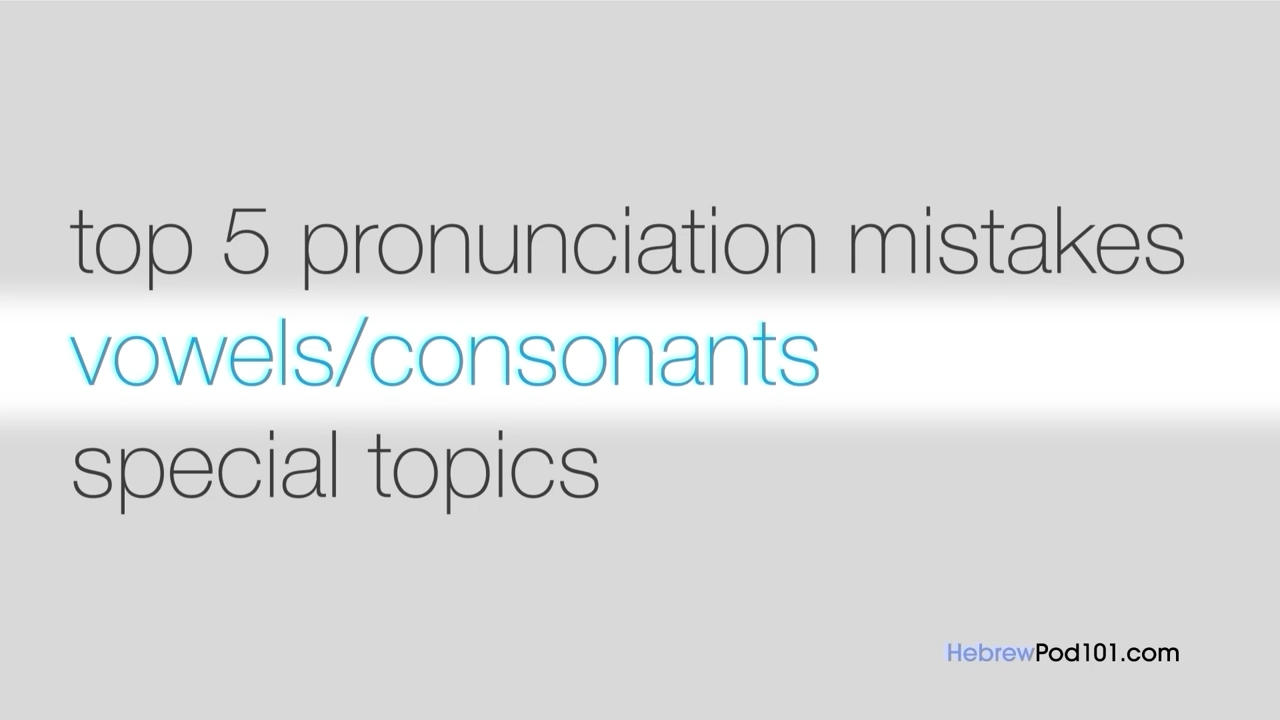 top 5 pronunciation mistakes
vowels/consonants
special topics
HebrewPod101.com